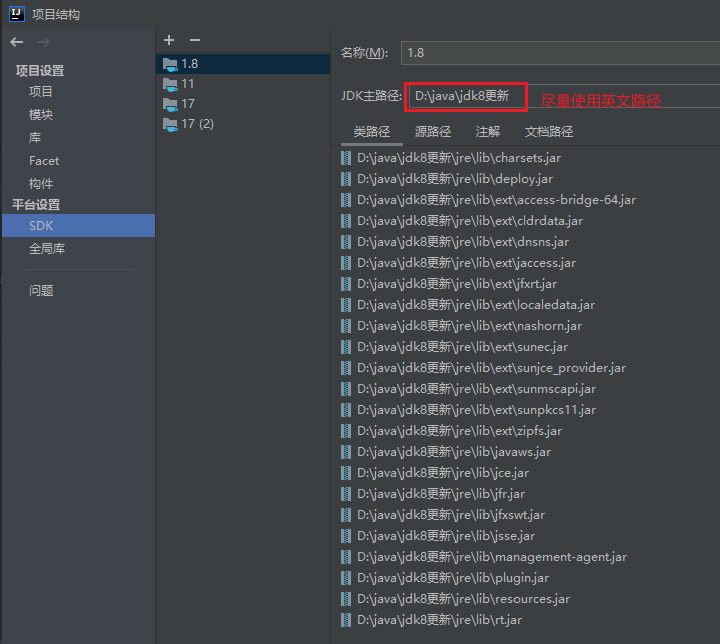 项目结构
项目设置
项目
模块
库
Facet
构件
平台设置
SDK
全局库
问题
1.8
11
17
17 (2)
名称(M): 1.8
JDK主路径: D:\java\jdk8更新 尽量使用英文路径
类路径 源路径 注解 文档路径
D:\java\jdk8更新\jre\lib\charsets.jar
D:\java\jdk8更新\jre\lib\deploy.jar
D:\java\jdk8更新\jre\lib\ext\access-bridge-64.jar
D:\java\jdk8更新\jre\lib\ext\cldrdata.jar
D:\java\jdk8更新\jre\lib\ext\dnsns.jar
D:\java\jdk8更新\jre\lib\ext\jaccess.jar
D:\java\jdk8更新\jre\lib\ext\jfxrt.jar
D:\java\jdk8更新\jre\lib\ext\localedata.jar
D:\java\jdk8更新\jre\lib\ext\nashorn.jar
D:\java\jdk8更新\jre\lib\ext\sunec.jar
D:\java\jdk8更新\jre\lib\ext\sunjce_provider.jar
D:\java\jdk8更新\jre\lib\ext\sunmscapi.jar
D:\java\jdk8更新\jre\lib\ext\sunpkcs11.jar
D:\java\jdk8更新\jre\lib\ext\zipfs.jar
D:\java\jdk8更新\jre\lib\javaws.jar
D:\java\jdk8更新\jre\lib\jce.jar
D:\java\jdk8更新\jre\lib\jfr.jar
D:\java\jdk8更新\jre\lib\jfxswt.jar
D:\java\jdk8更新\jre\lib\jsse.jar
D:\java\jdk8更新\jre\lib\management-agent.jar
D:\java\jdk8更新\jre\lib\plugin.jar
D:\java\jdk8更新\jre\lib\resources.jar
D:\java\jdk8更新\jre\lib\rt.jar